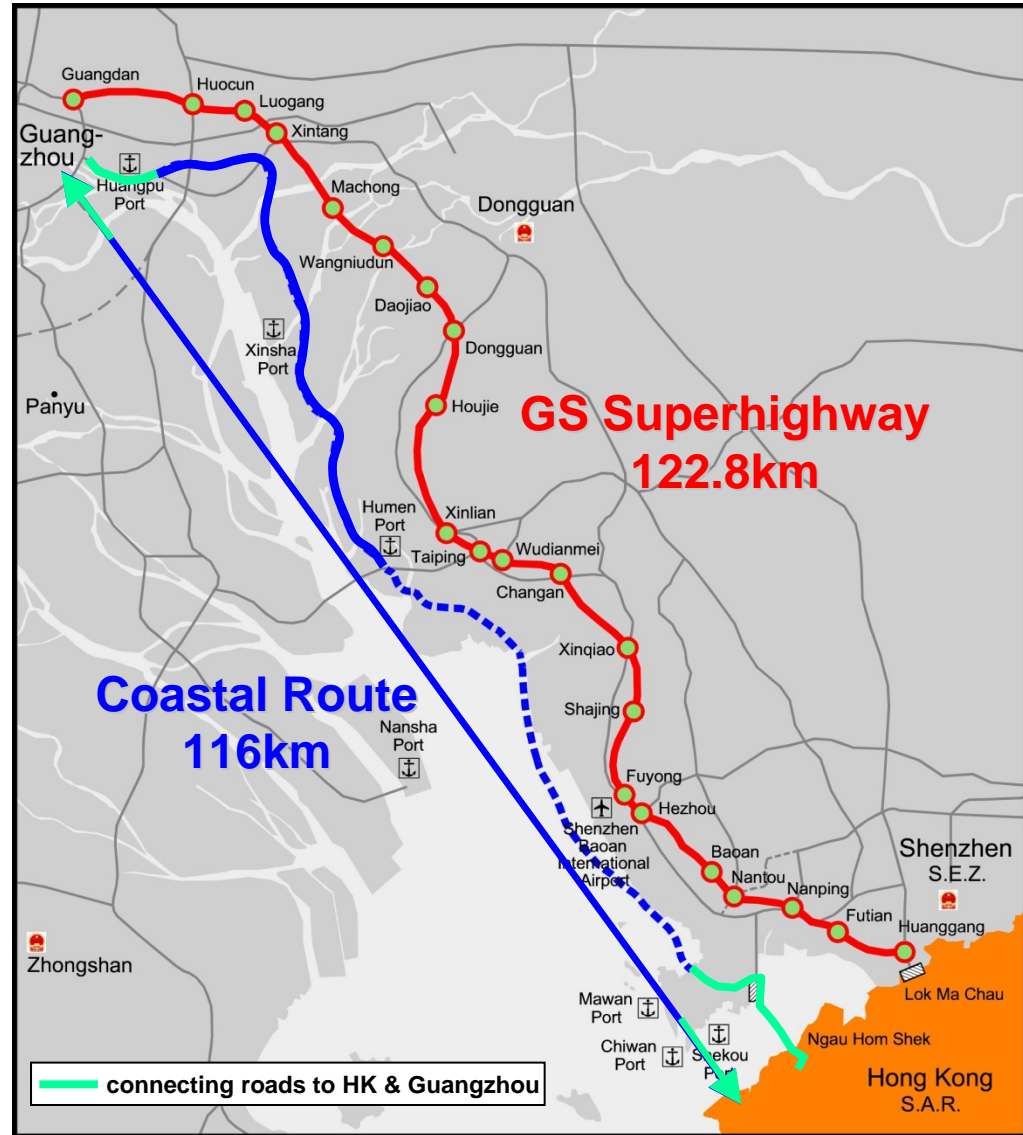 Guangdan
Huocun
Luogang
Xintang
Guang-
zhou
Huangpu
Port
Machong
Dongguan
Wangniudun
Daojiao
Xinsha
Port
Dongguan
Panyu
Houjie
GS Superhighway
122.8km
Humen
Port
Xinlian
Taiping
Wudianmei
Changan
Xinqiao
Coastal Route
116km
Shajing
Nansha
Port
Fuyong
Hezhou
Shenzhen
Baoan
International
Airport
Baoan
Nantou
Nanping
Futian
Huanggang
Shenzhen
S.E.Z.
Zhongshan
Lok Ma Chau
Mawan
Port
Chiwan
Port
Shekou
Port
Ngau Hom Shek
Hong Kong
S.A.R.
connecting roads to HK & Guangzhou